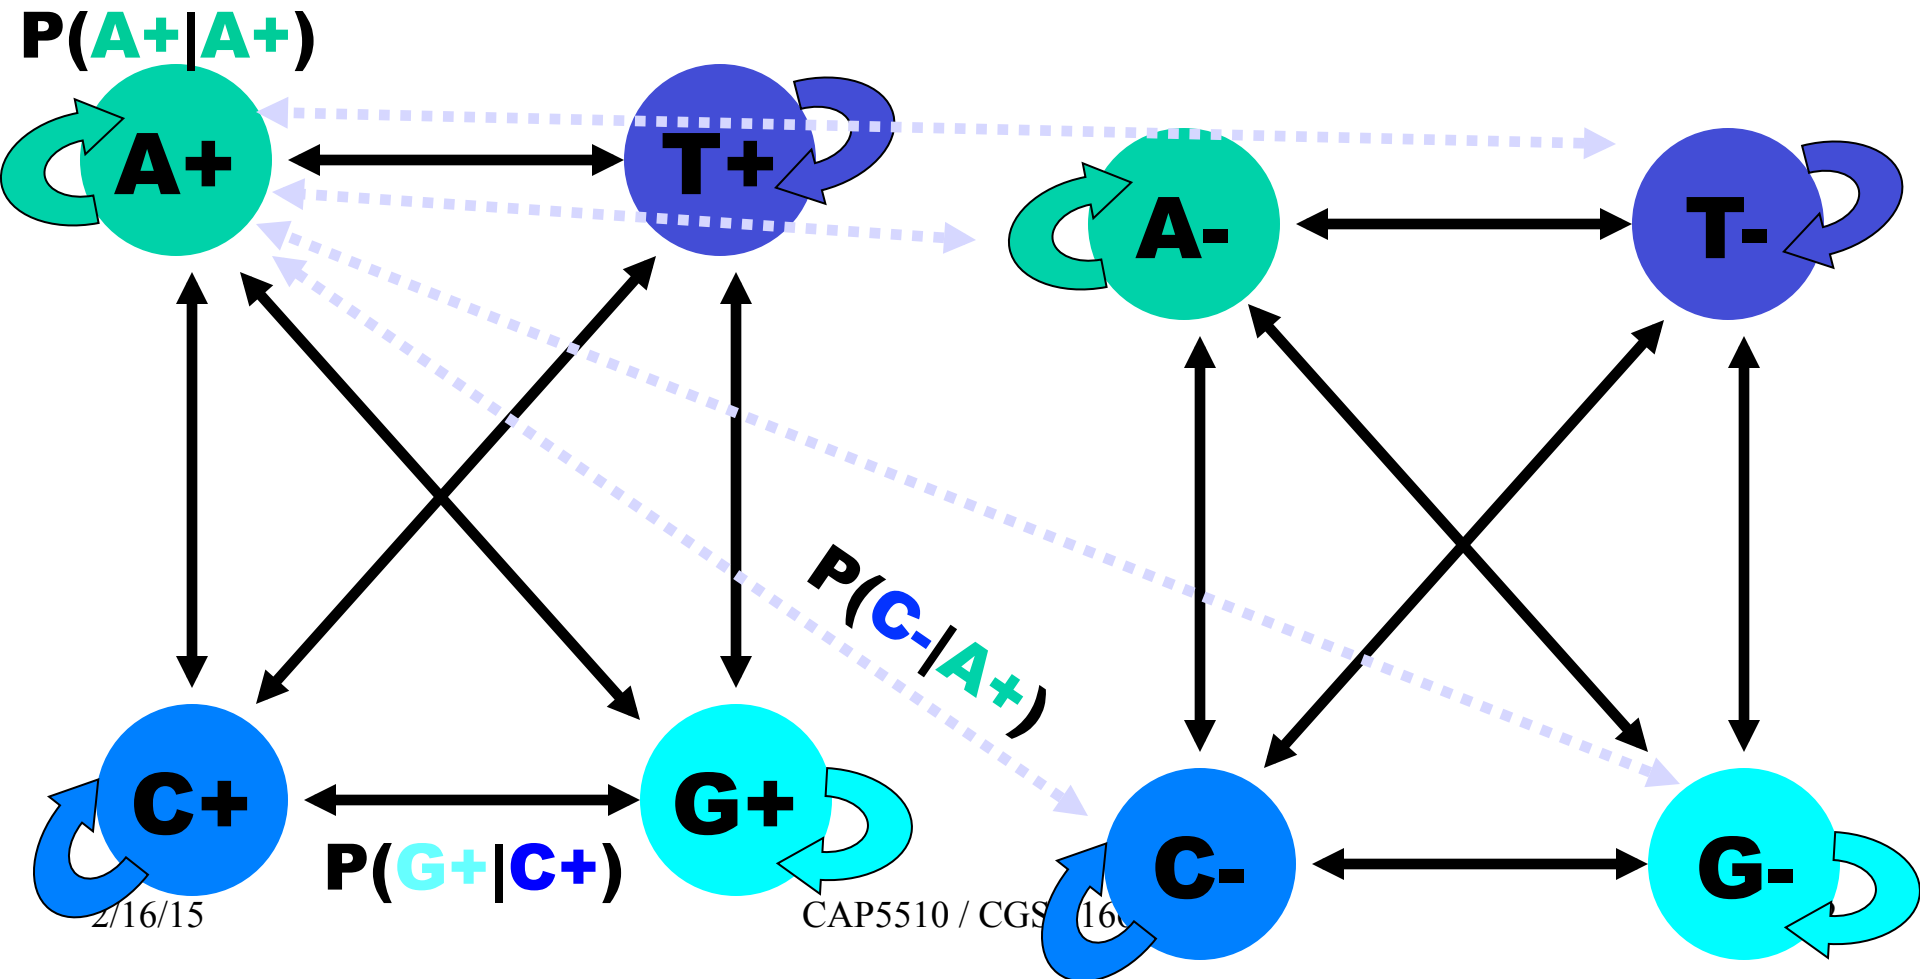 P(A+|A+)
A+
T+
A-
T-
P(C-|A+)
C+
G+
P(G+|C+)
C-
G-
2/16/15
CAP5510 / CGS